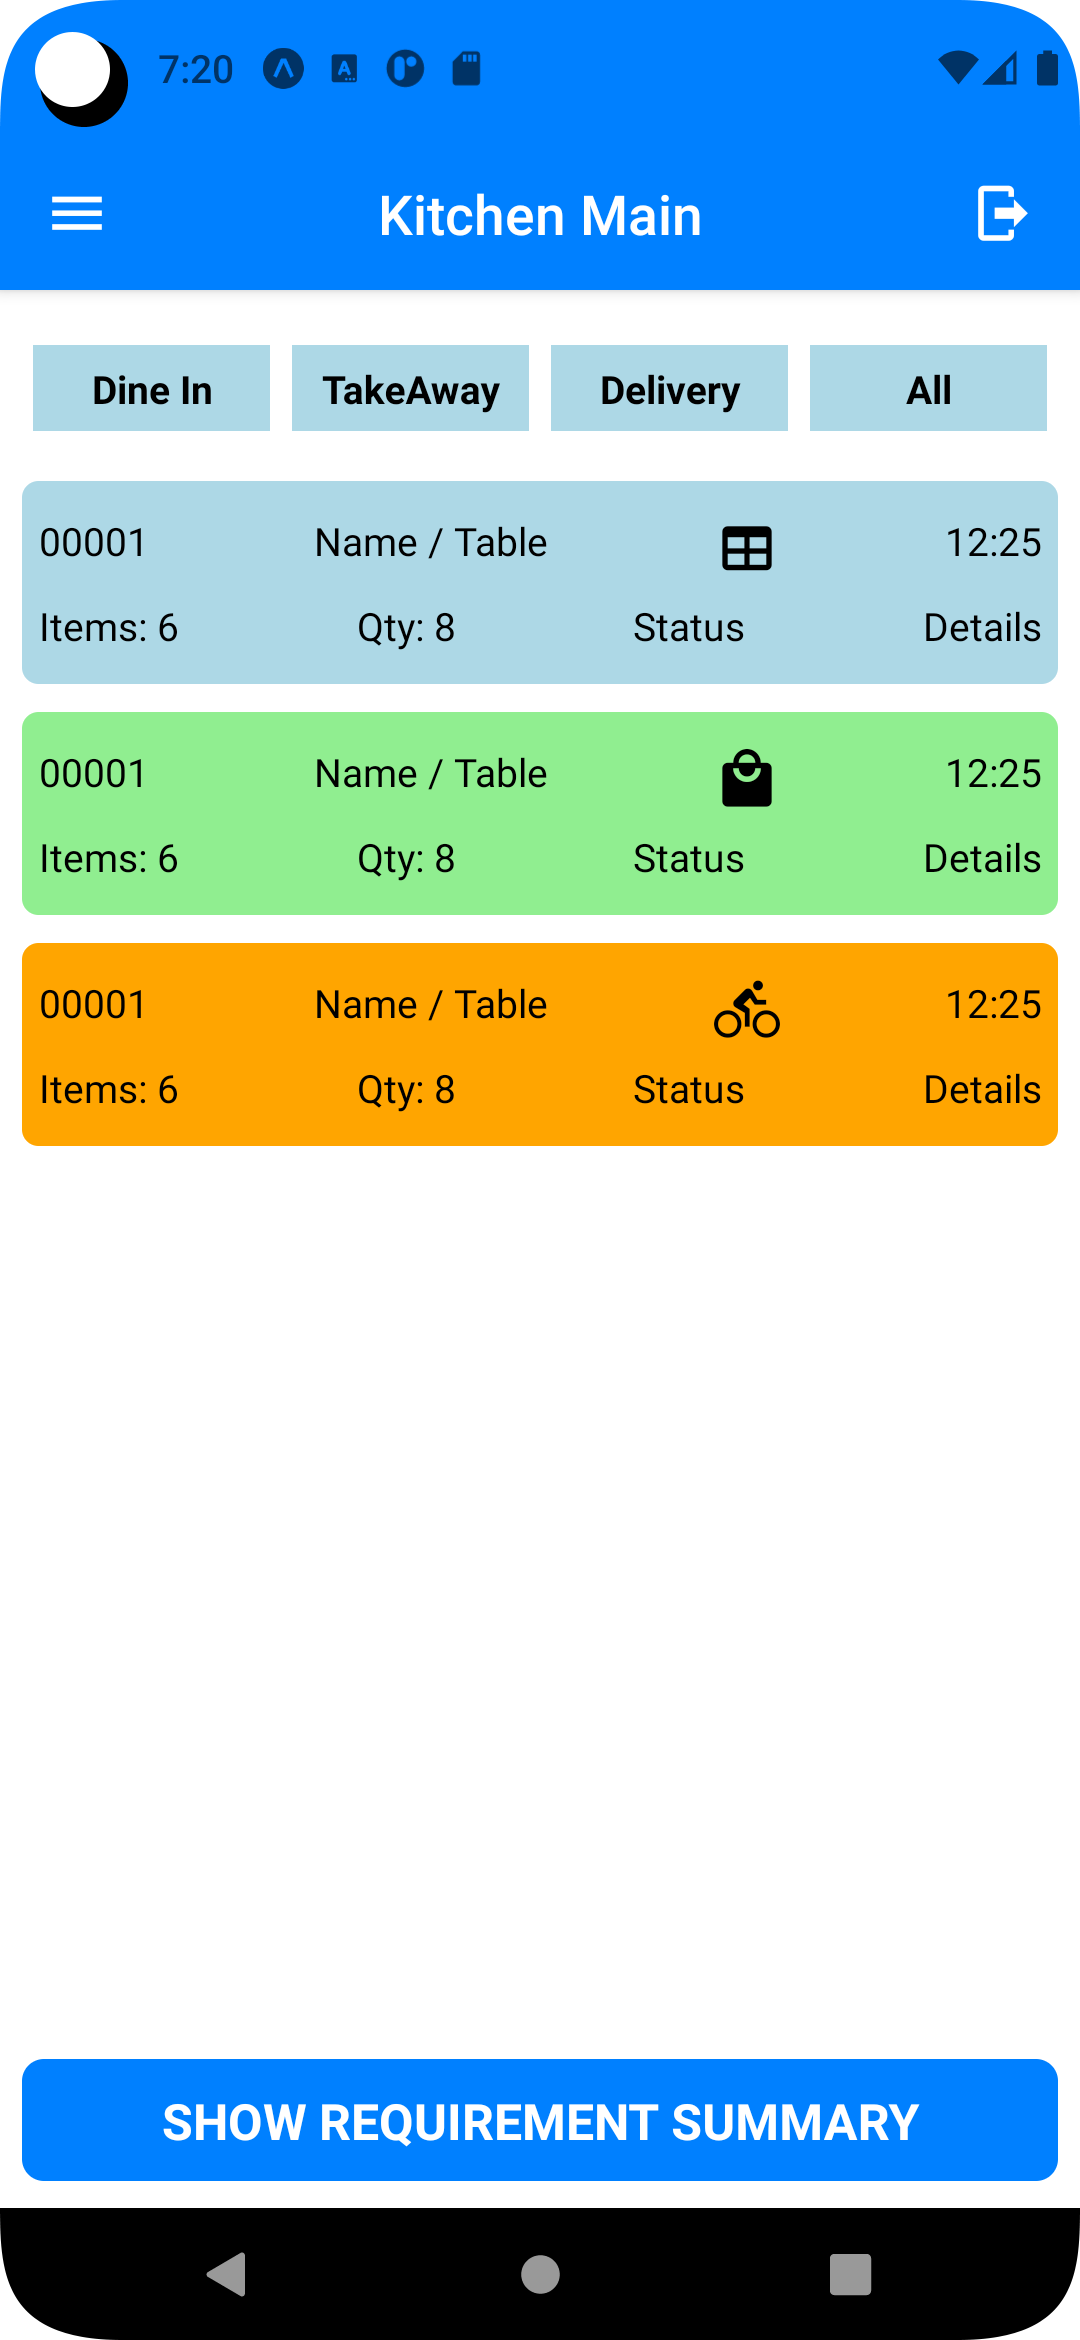 7:20
Kitchen Main
Dine In TakeAway Delivery All
00001 Name / Table 12:25
Items: 6 Qty: 8 Status Details
00001 Name / Table 12:25
Items: 6 Qty: 8 Status Details
00001 Name / Table 12:25
Items: 6 Qty: 8 Status Details
SHOW REQUIREMENT SUMMARY